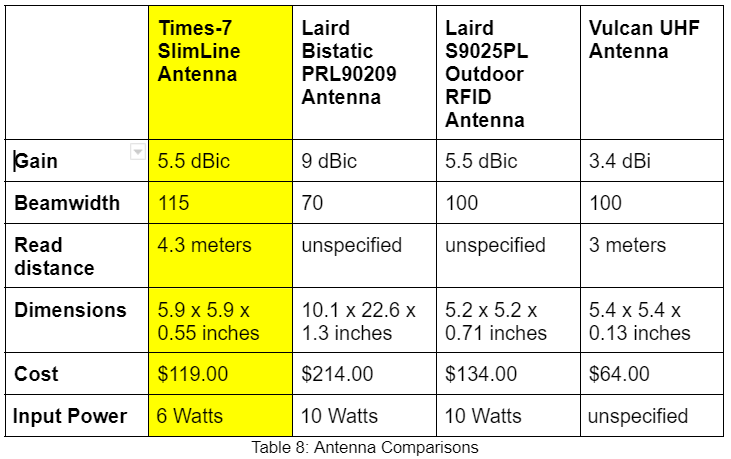 Times-7 SlimLine Antenna
Laird Bistatic PRL90209 Antenna
Laird S9025PL Outdoor RFID Antenna
Vulcan UHF Antenna
Gain 5.5 dBic 9 dBic 5.5 dBic 3.4 dBi
Beamwidth 115 70 100 100
Read distance 4.3 meters unspecified unspecified 3 meters
Dimensions 5.9 x 5.9 x 0.55 inches 10.1 x 22.6 x 1.3 inches 5.2 x 5.2 x 0.71 inches 5.4 x 5.4 x 0.13 inches
Cost $119.00 $214.00 $134.00 $64.00
Input Power 6 Watts 10 Watts 10 Watts unspecified
Table 8: Antenna Comparisons